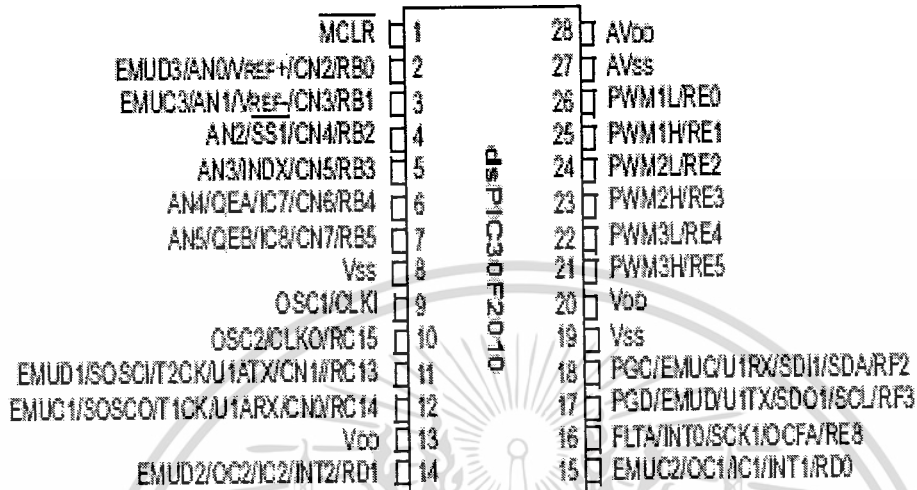 MCLR 1 28 AVDD
EMUD3/AN0/VREF+/CN2/RB0 2 27 AVSS
EMUC3/AN1/VREF-/CN3/RB1 3 26 PWM1L/RE0
AN2/SS1/CN4/RB2 4 25 PWM1H/RE1
AN3/INDX/CN5/RB3 5 24 PWM2L/RE2
AN4/QEA/IC7/CN6/RB4 6 23 PWM2H/RE3
AN5/QEB/IC8/CN7/RB5 7 22 PWM3L/RE4
Vss 8 21 PWM3H/RE5
OSC1/CLKI 9 20 VDD
OSC2/CLKO/RC15 10 19 Vss
EMUD1/SOSCI/T2CK/U1ATX/CN1/RC13 11 18 PGC/EMUC/U1RX/SDI1/SDA/RF2
EMUC1/SOSCO/T1CK/U1ARX/CN0/RC14 12 17 PGD/EMUD/U1TX/SDO1/SCL/RF3
VDD 13 16 FLTA/INT0/SCK1/OCFA/RE8
EMUD2/OC2/IC2/INT2/RD1 14 15 EMUC2/OC1/IC1/INT1/RD0
dsPIC30F2010